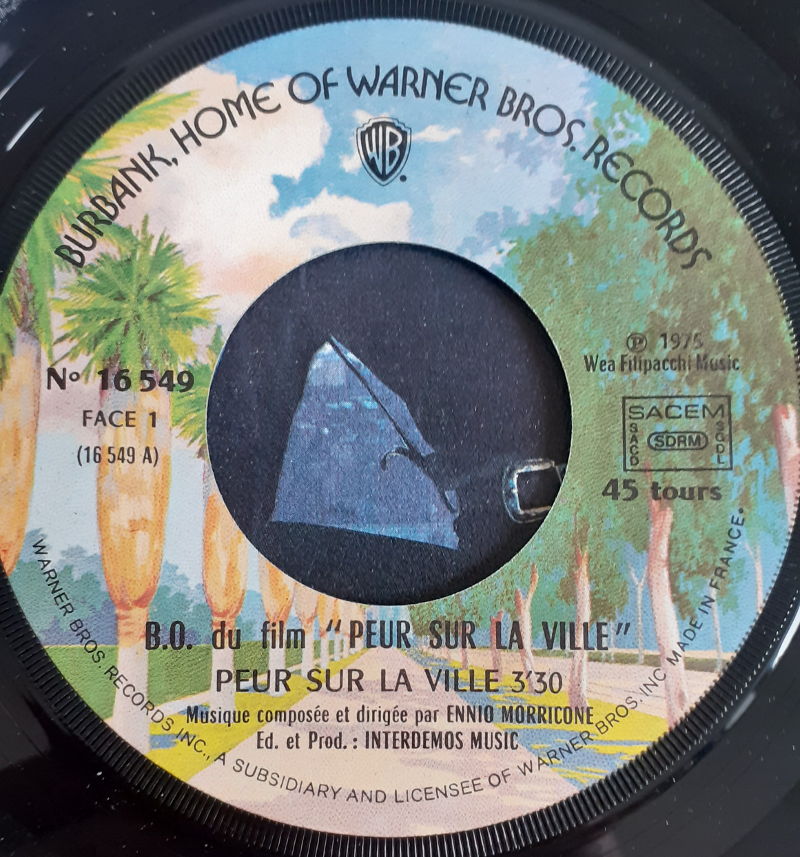 BURBANK, HOME OF WARNER BROS. RECORDS
WB
℗ 1975
Wea Filipacchi Music
Nº 16 549
FACE 1
(16 549 A)
SACEM
SACD
SDRM
SGDL
45 tours
B.O. du film "PEUR SUR LA VILLE"
PEUR SUR LA VILLE 3'30
Musique composée et dirigée par ENNIO MORRICONE
Ed. et Prod. : INTERDEMOS MUSIC
WARNER BROS. RECORDS INC., A SUBSIDIARY AND LICENSEE OF WARNER BROS. INC. MADE IN FRANCE.